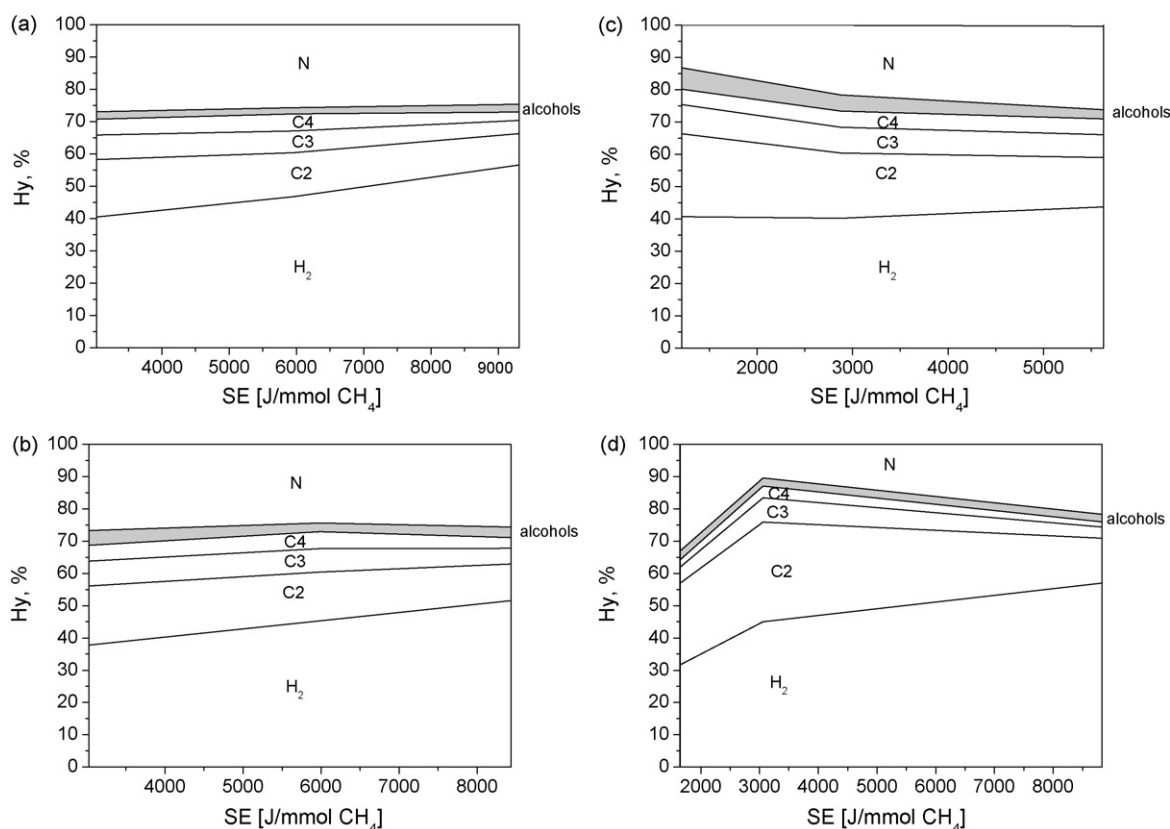 (a)
100
90
80
70
60
50
40
30
20
10
0
Hy, %
N
alcohols
C4
C3
C2
H₂
4000 5000 6000 7000 8000 9000
SE [J/mmol CH₄]
(c)
100
90
80
70
60
50
40
30
20
10
0
Hy, %
N
alcohols
C4
C3
C2
H₂
2000 3000 4000 5000
SE [J/mmol CH₄]
(b)
100
90
80
70
60
50
40
30
20
10
0
Hy, %
N
alcohols
C4
C3
C2
H₂
4000 5000 6000 7000 8000
SE [J/mmol CH₄]
(d)
100
90
80
70
60
50
40
30
20
10
0
Hy, %
N
C4
C3
alcohols
C2
H₂
2000 3000 4000 5000 6000 7000 8000
SE [J/mmol CH₄]